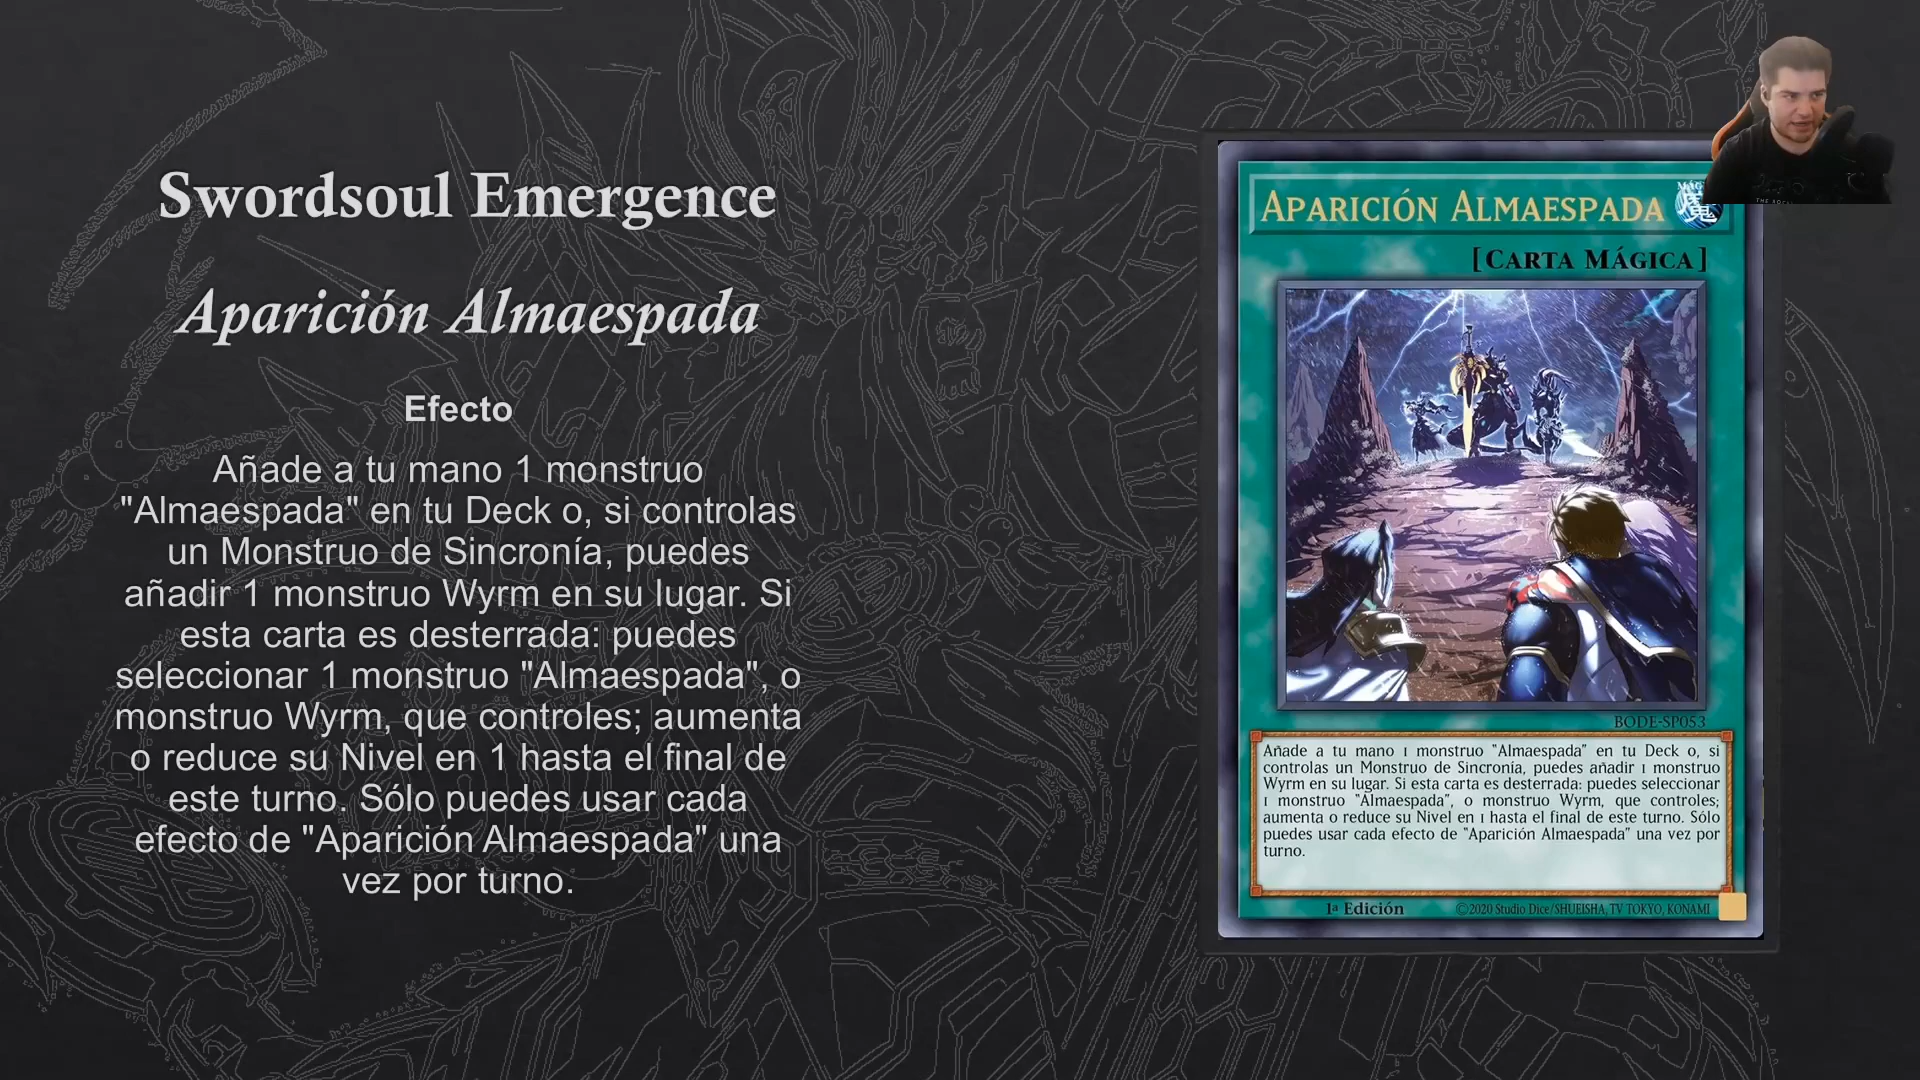 Swordsoul Emergence
Aparición Almaespada
Efecto
Añade a tu mano 1 monstruo
"Almaespada" en tu Deck o, si controlas
un Monstruo de Sincronía, puedes
añadir 1 monstruo Wyrm en su lugar. Si
esta carta es desterrada: puedes
seleccionar 1 monstruo "Almaespada", o
monstruo Wyrm, que controles; aumenta
o reduce su Nivel en 1 hasta el final de
este turno. Sólo puedes usar cada
efecto de "Aparición Almaespada" una
vez por turno.
APARICIÓN ALMAESPADA
魔
[CARTA MÁGICA]
BODE-SP053
Añade a tu mano 1 monstruo "Almaespada" en tu Deck o, si
controlas un Monstruo de Sincronía, puedes añadir 1 monstruo
Wyrm en su lugar. Si esta carta es desterrada: puedes seleccionar
1 monstruo "Almaespada", o monstruo Wyrm, que controles;
aumenta o reduce su Nivel en 1 hasta el final de este turno. Sólo
puedes usar cada efecto de "Aparición Almaespada" una vez por
turno.
1ª Edición
©2020 Studio Dice/SHUEISHA, TV TOKYO, KONAMI